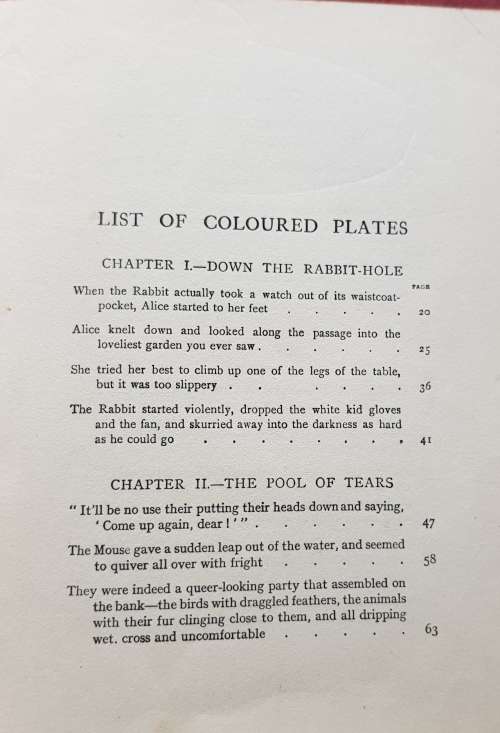 LIST OF COLOURED PLATES
CHAPTER I.—DOWN THE RABBIT-HOLE
PAGE
When the Rabbit actually took a watch out of its waistcoat-
pocket, Alice started to her feet . . . . . 20
Alice knelt down and looked along the passage into the
loveliest garden you ever saw . . . . . . 25
She tried her best to climb up one of the legs of the table,
but it was too slippery . . . . . . 36
The Rabbit started violently, dropped the white kid gloves
and the fan, and skurried away into the darkness as hard
as he could go . . . . . . . . 41
CHAPTER II.—THE POOL OF TEARS
" It'll be no use their putting their heads down and saying,
' Come up again, dear ! ' " . . . . . . 47
The Mouse gave a sudden leap out of the water, and seemed
to quiver all over with fright . . . . . 58
They were indeed a queer-looking party that assembled on
the bank—the birds with draggled feathers, the animals
with their fur clinging close to them, and all dripping
wet. cross and uncomfortable . . . . . 63